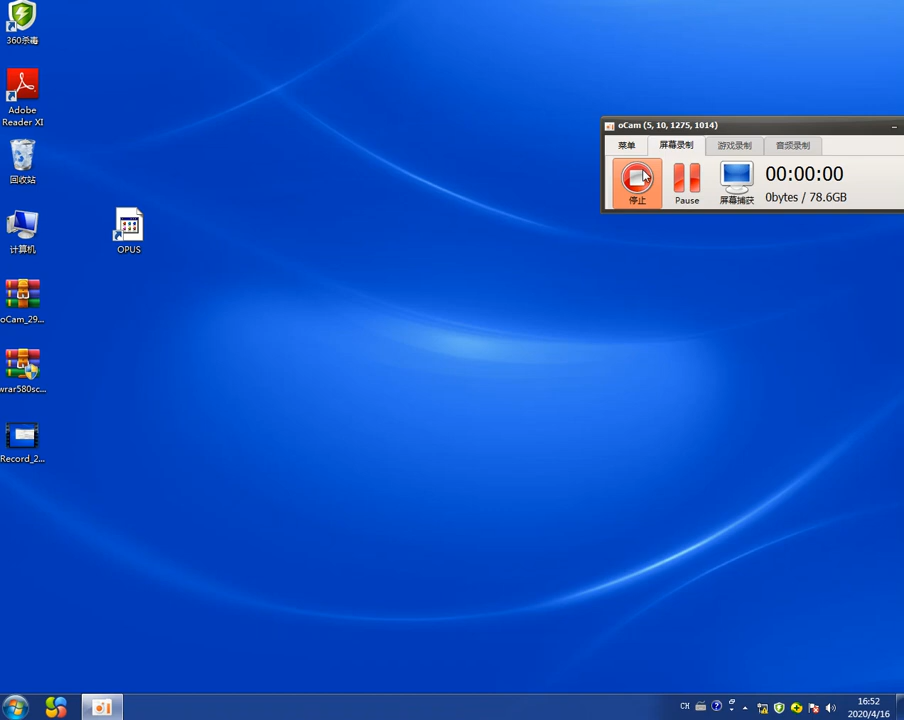 360杀毒
Adobe
Reader XI
回收站
计算机
OPUS
oCam_29...
wrar580sc...
Record_2...
oCam (5, 10, 1275, 1014)
菜单
屏幕录制
游戏录制
音频录制
停止
Pause
屏幕捕获
00:00:00
0bytes / 78.6GB
CH
16:52
2020/4/16